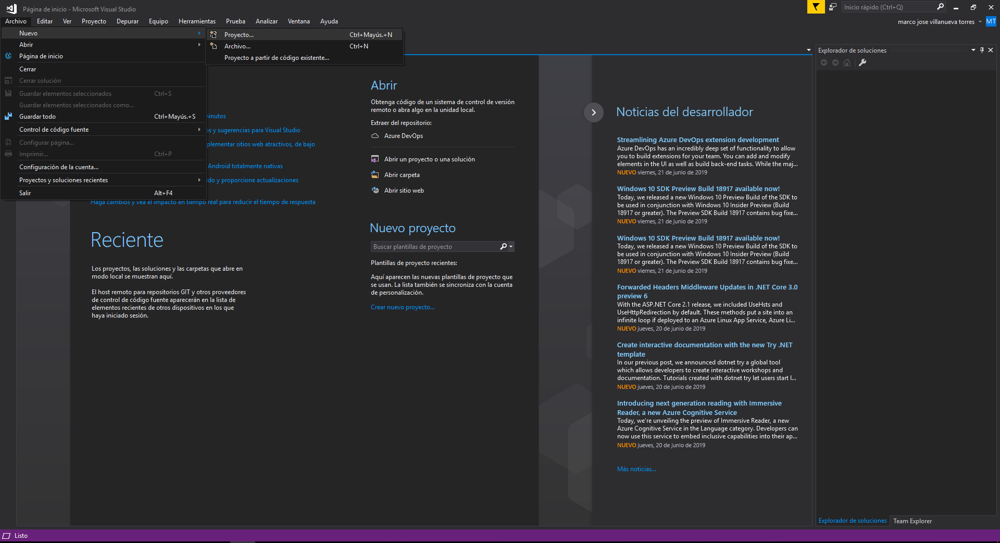 Página de inicio - Microsoft Visual Studio
Inicio rápido (Ctrl+Q)
Archivo Editar Ver Proyecto Depurar Equipo Herramientas Prueba Analizar Ventana Ayuda
marco jose villanueva torres MT
Nuevo
Abrir
Página de inicio
Cerrar
Cerrar solución
Guardar elementos seleccionados Ctrl+S
Guardar elementos seleccionados como...
Guardar todo Ctrl+Mayús.+S
Control de código fuente
Configurar página...
Imprimir... Ctrl+P
Configuración de la cuenta...
Proyectos y soluciones recientes
Salir Alt+F4
Proyecto... Ctrl+Mayús.+N
Archivo... Ctrl+N
Proyecto a partir de código existente...
minutos
s y sugerencias para Visual Studio
plementar sitios web atractivos, de bajo
Android totalmente nativas
ido y proporcione actualizaciones
Haga cambios y vea el impacto en tiempo real para reducir el tiempo de respuesta
Reciente
Los proyectos, las soluciones y las carpetas que abre en
modo local se muestran aquí.
El host remoto para repositorios GIT y otros proveedores
de control de código fuente aparecerán en la lista de
elementos recientes de otros dispositivos en los que
haya iniciado sesión.
Abrir
Obtenga código de un sistema de control de versión
remoto o abra algo en la unidad local.
Extraer del repositorio:
Azure DevOps
Abrir un proyecto o una solución
Abrir carpeta
Abrir sitio web
Nuevo proyecto
Buscar plantillas de proyecto
Plantillas de proyecto recientes:
Aquí aparecen las nuevas plantillas de proyecto que
se usan. La lista también se sincroniza con la cuenta
de personalización.
Crear nuevo proyecto...
Noticias del desarrollador
Streamlining Azure DevOps extension development
Azure DevOps has an incredibly deep set of functionality to allow
you to build extensions for your team. You can add and modify
elements in the UI as well as build back-end tasks. While the maj...
NUEVO viernes, 21 de junio de 2019
Windows 10 SDK Preview Build 18917 available now!
Today, we released a new Windows 10 Preview Build of the SDK to
be used in conjunction with Windows 10 Insider Preview (Build
18917 or greater). The Preview SDK Build 18917 contains bug fixe...
NUEVO viernes, 21 de junio de 2019
Windows 10 SDK Preview Build 18917 available now!
Today, we released a new Windows 10 Preview Build of the SDK to
be used in conjunction with Windows 10 Insider Preview (Build
18917 or greater). The Preview SDK Build 18917 contains bug fixe...
NUEVO viernes, 21 de junio de 2019
Forwarded Headers Middleware Updates in .NET Core 3.0
preview 6
With the ASP.NET Core 2.1 release, we included UseHsts and
UseHttpRedirection by default. These methods put a site into an
infinite loop if deployed to an Azure Linux App Service, Azure Li...
NUEVO jueves, 20 de junio de 2019
Create interactive documentation with the new Try .NET
template
In our previous post, we announced dotnet try a global tool
which allows developers to create interactive workshops and
documentation. Tutorials created with dotnet try let users start l...
NUEVO jueves, 20 de junio de 2019
Introducing next generation reading with Immersive
Reader, a new Azure Cognitive Service
Today, we're unveiling the preview of Immersive Reader, a new
Azure Cognitive Service in the Language category. Developers can
now use this service to embed inclusive capabilities into their ap...
NUEVO jueves, 20 de junio de 2019
Más noticias...
Explorador de soluciones
Explorador de soluciones Team Explorer
Listo